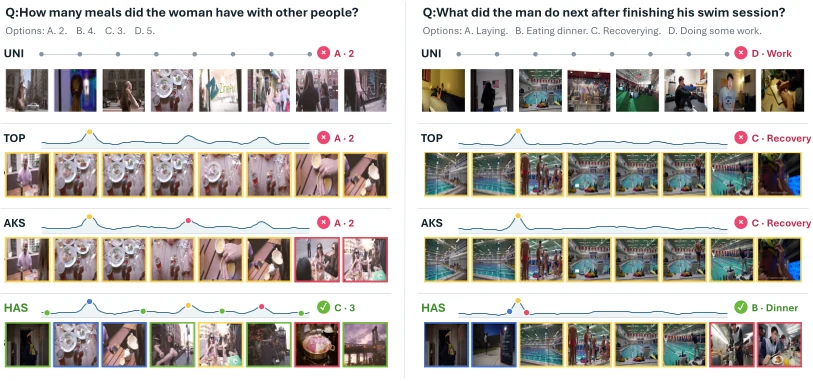 Q:How many meals did the woman have with other people?
Options: A. 2. B. 4. C. 3. D. 5.
UNI
A · 2
TOP
A · 2
AKS
A · 2
HAS
C · 3
Q:What did the man do next after finishing his swim session?
Options: A. Laying. B. Eating dinner. C. Recoverying. D. Doing some work.
UNI
D · Work
TOP
C · Recovery
AKS
C · Recovery
HAS
B · Dinner